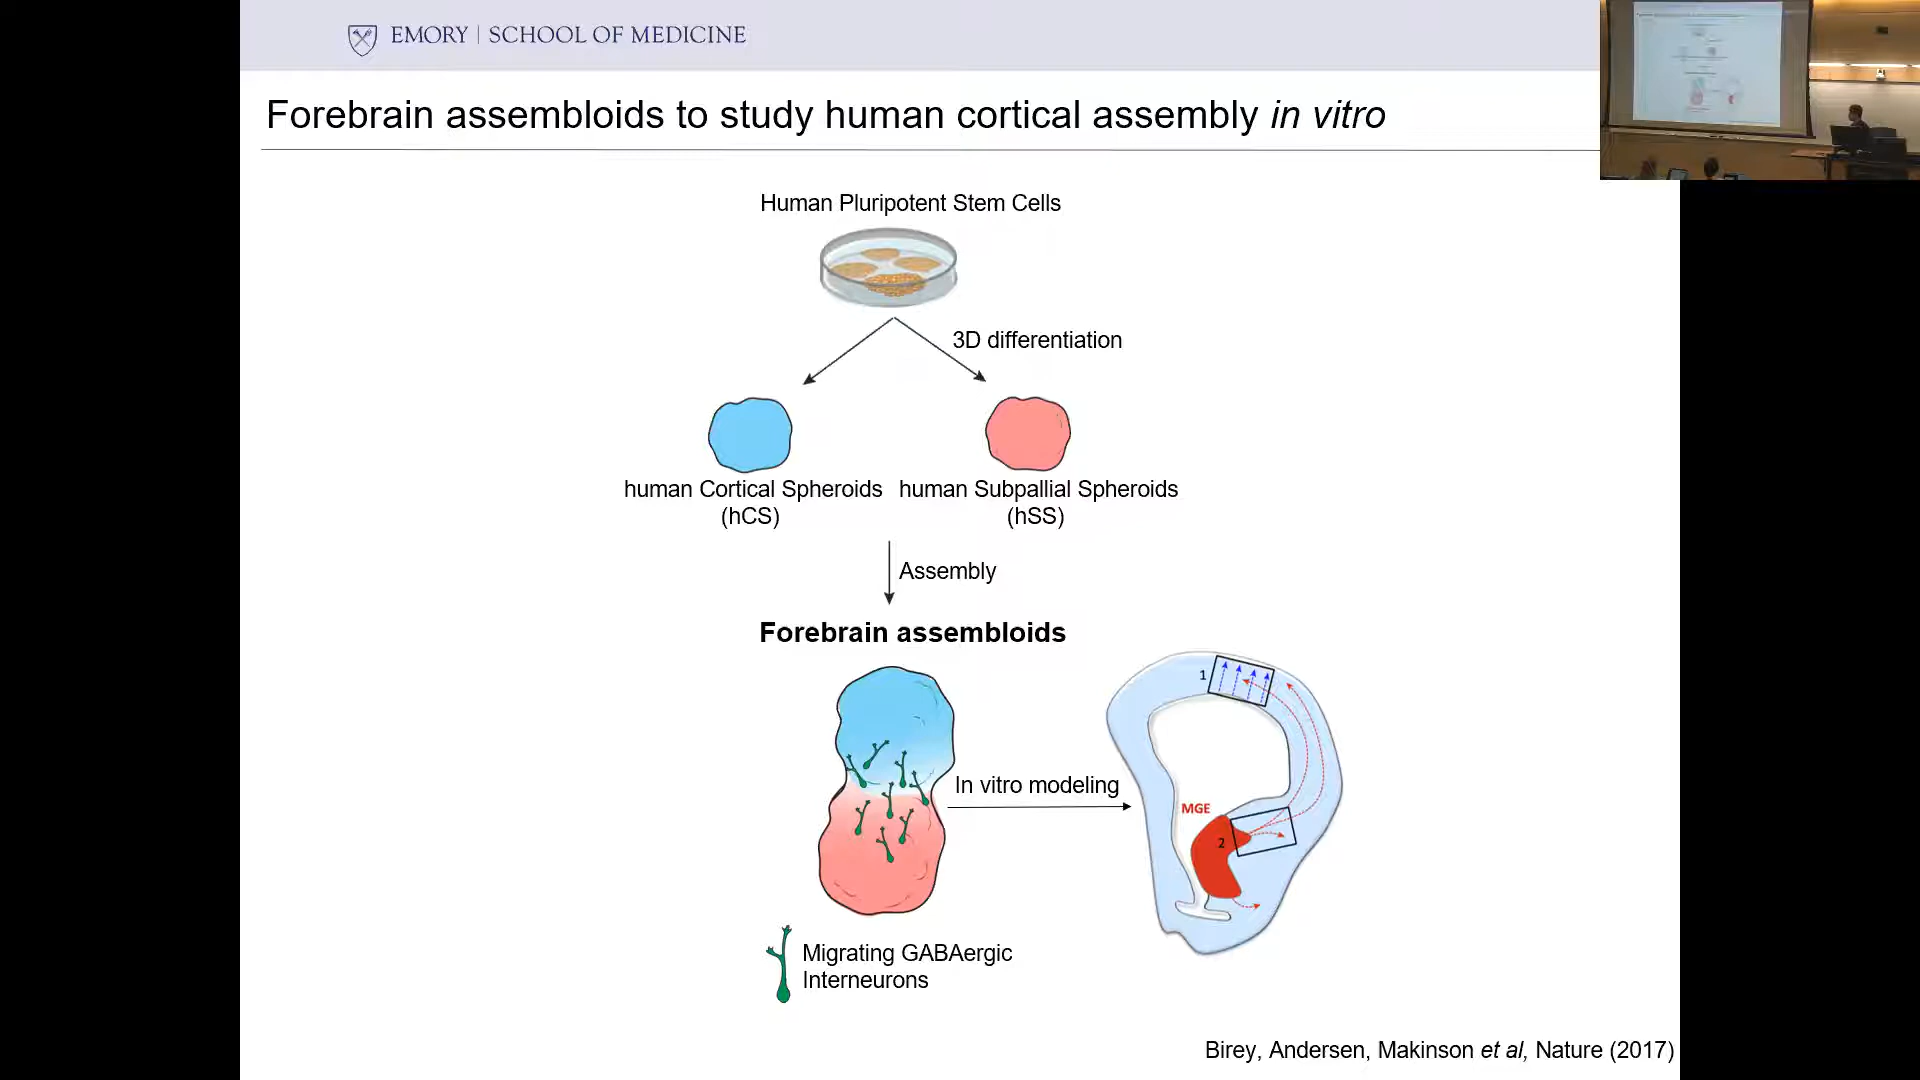 EMORY | SCHOOL OF MEDICINE
Forebrain assembloids to study human cortical assembly in vitro
Human Pluripotent Stem Cells
3D differentiation
human Cortical Spheroids
(hCS)
human Subpallial Spheroids
(hSS)
Assembly
Forebrain assembloids
1
In vitro modeling
MGE
2
Migrating GABAergic
Interneurons
Birey, Andersen, Makinson et al, Nature (2017)